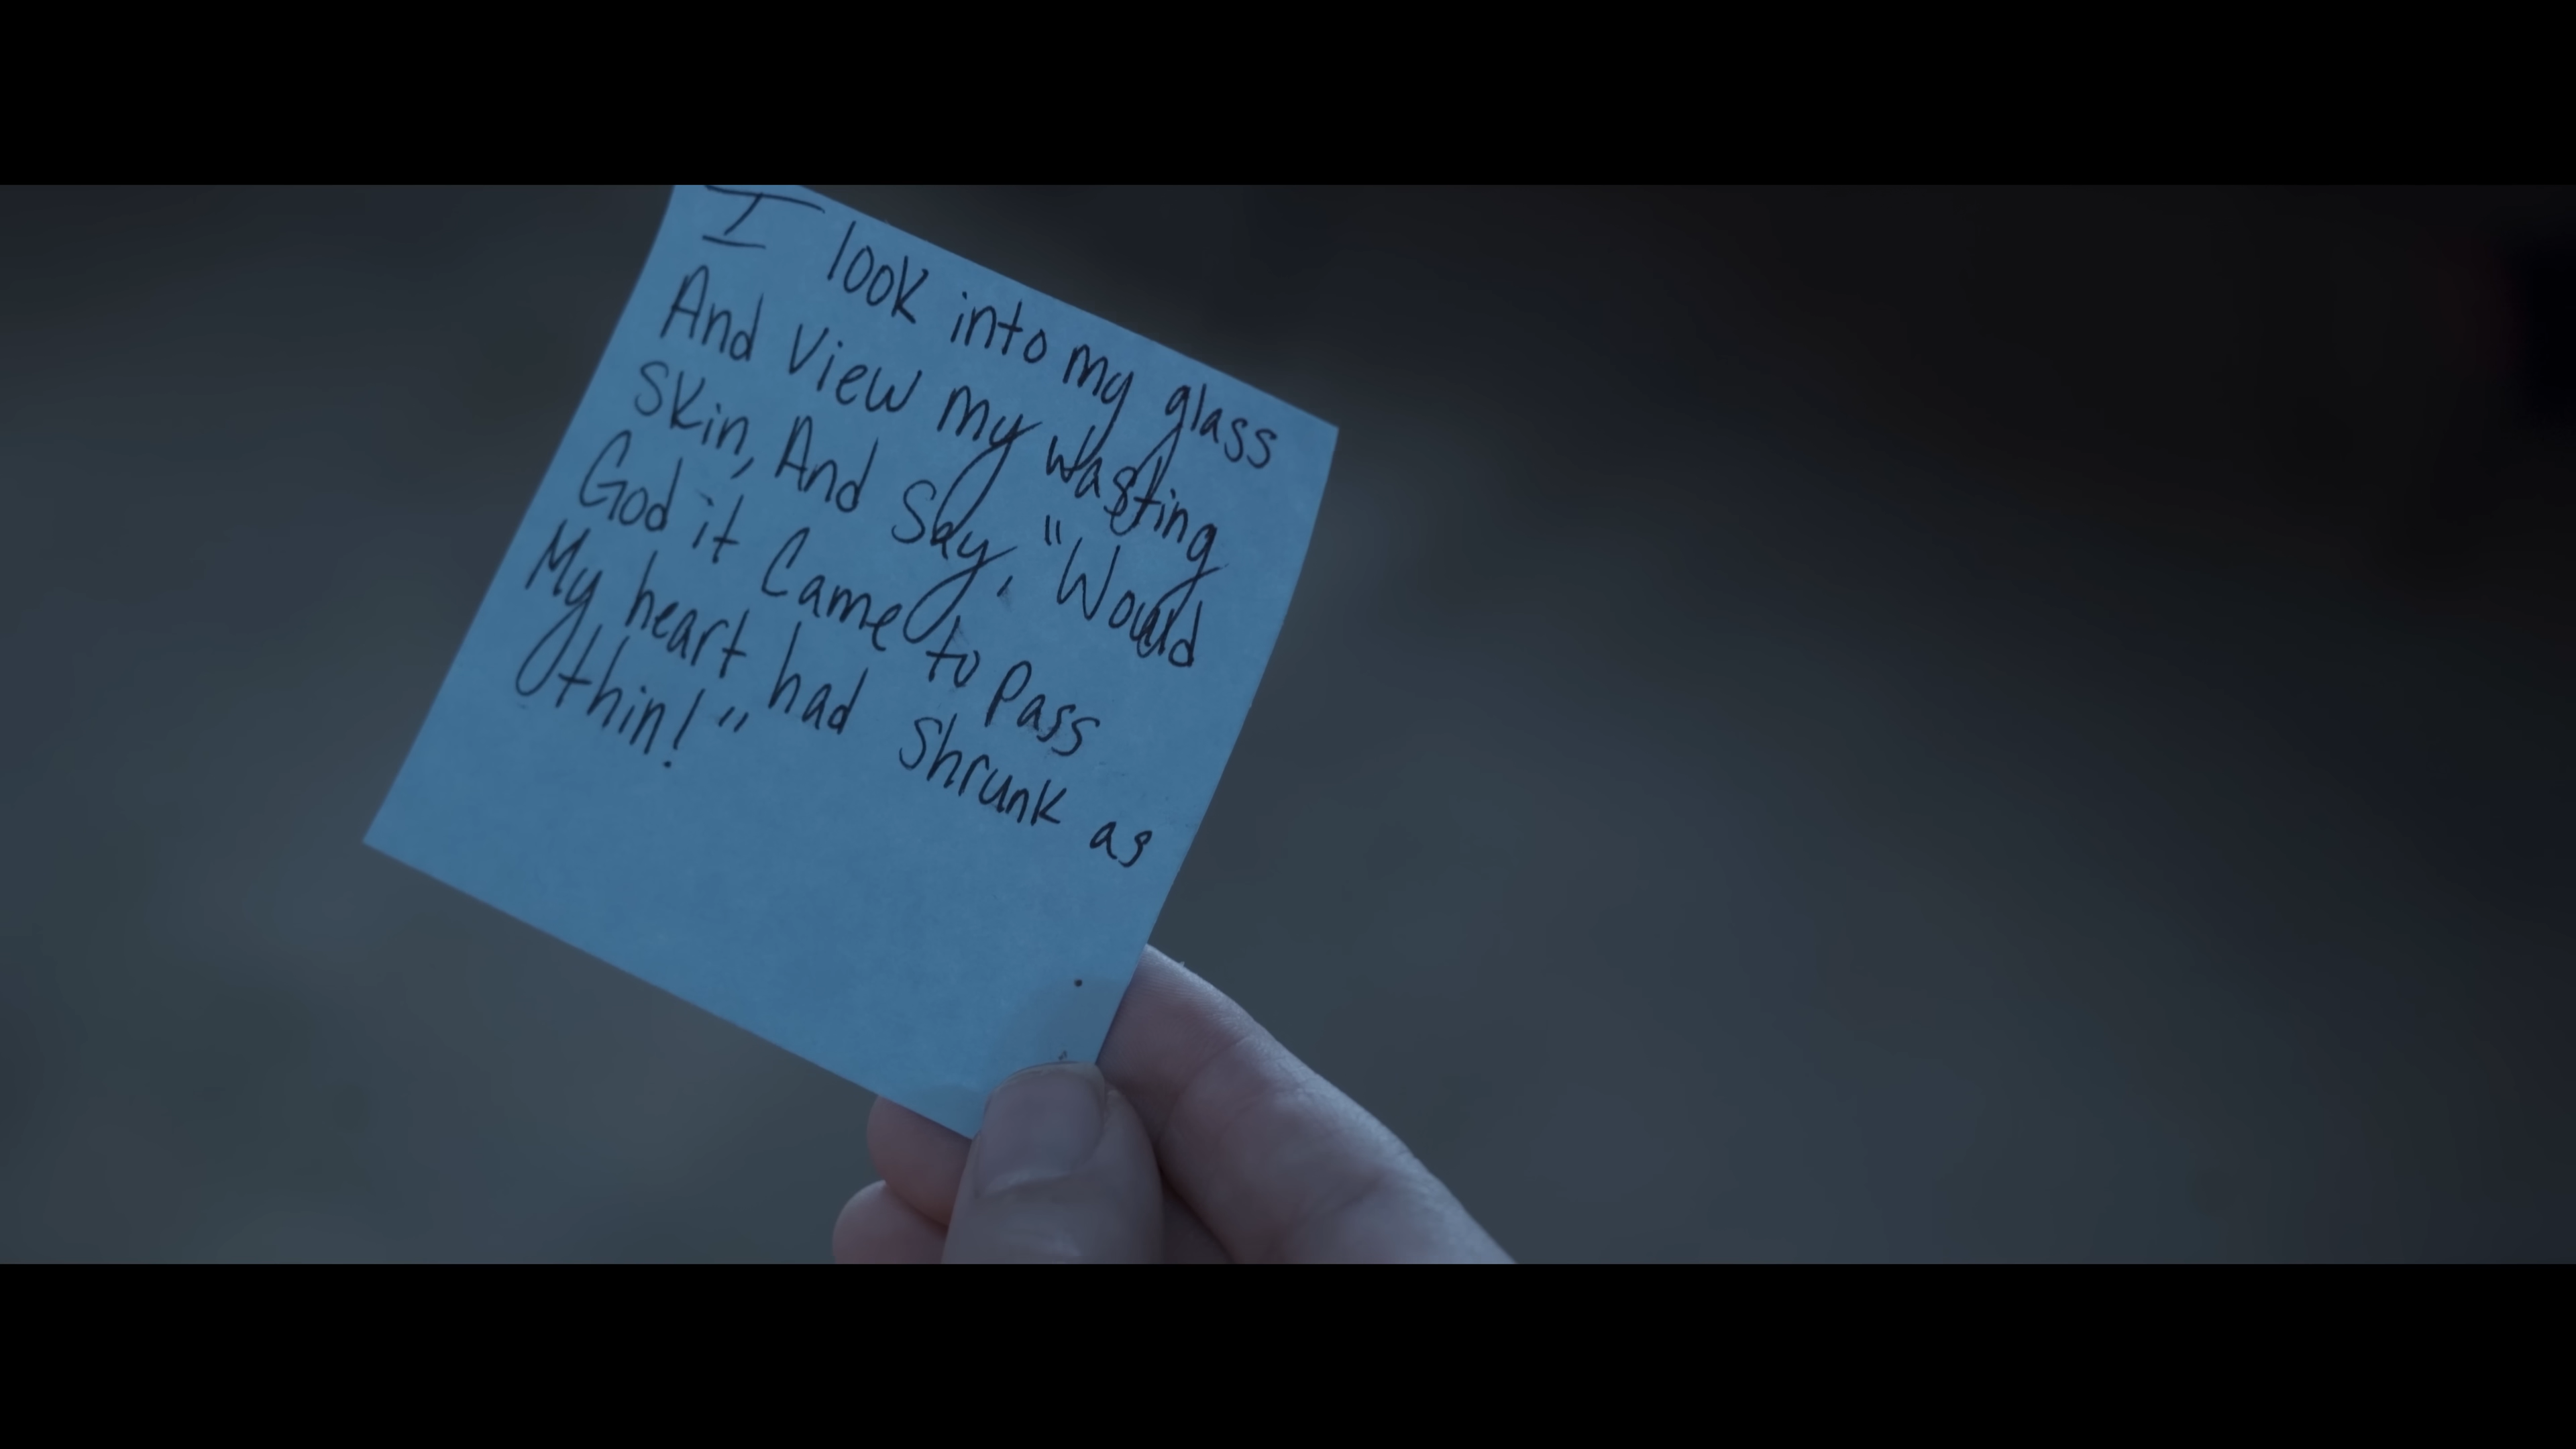 I look into my glass
And View my wasting
Skin, And Say, "Would
God it Came to Pass
My heart had Shrunk as
thin!"